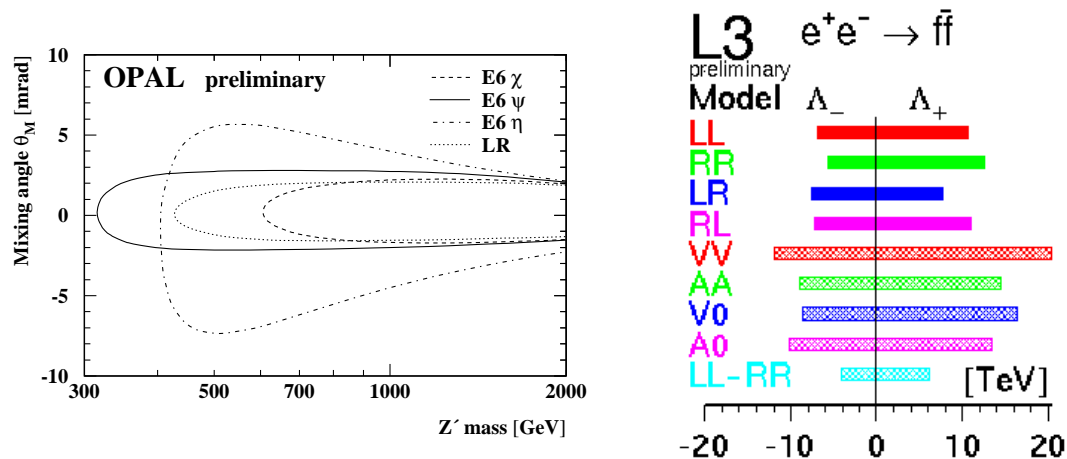 OPAL preliminary
E6 χ
E6 ψ
E6 η
LR
Mixing angle θ_M [mrad]
10
5
0
-5
-10
300
500
700
1000
2000
Z´ mass [GeV]
L3
e⁺e⁻ → f f̄
preliminary
Model Λ₋ Λ₊
LL
RR
LR
RL
VV
AA
V0
A0
LL-RR
[TeV]
-20 -10 0 10 20